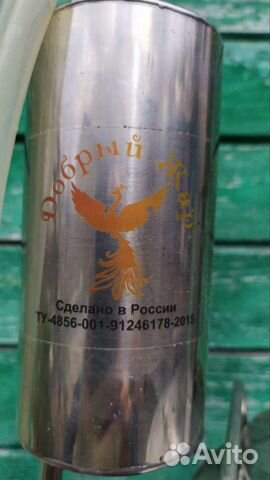 Добрый Жар
Сделано в России
ТУ-4856-001-91246178-2015
Avito